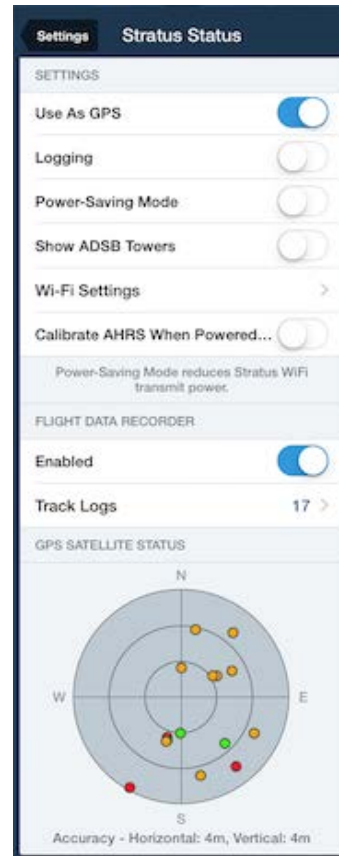 Settings Stratus Status
SETTINGS
Use As GPS
Logging
Power-Saving Mode
Show ADSB Towers
Wi-Fi Settings
Calibrate AHRS When Powered...
Power-Saving Mode reduces Stratus WiFi
transmit power.
FLIGHT DATA RECORDER
Enabled
Track Logs 17
GPS SATELLITE STATUS
N
W E
S
Accuracy - Horizontal: 4m, Vertical: 4m